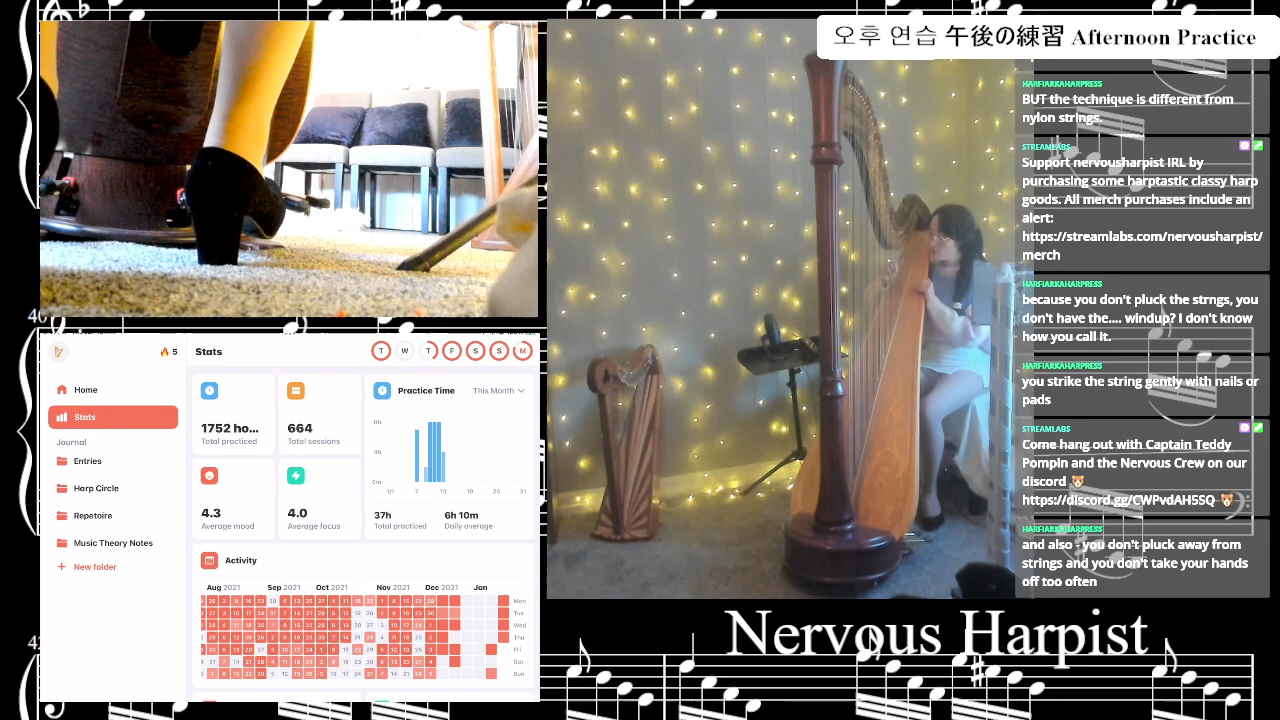 오후 연습 午後の練習 Afternoon Practice
HARFIARKAHARPRESS
BUT the technique is different from
nylon strings.
STREAMLABS
Support nervousharpist IRL by
purchasing some harptastic classy harp
goods. All merch purchases include an
alert:
https://streamlabs.com/nervousharpist/
merch
HARFIARKAHARPRESS
because you don't pluck the strngs, you
don't have the.... windup? I don't know
how you call it.
HARFIARKAHARPRESS
you strike the string gently with nails or
pads
STREAMLABS
Come hang out with Captain Teddy
Pompin and the Nervous Crew on our
discord
https://discord.gg/CWPvdAH5SQ
HARFIARKAHARPRESS
and also - you don't pluck away from
strings and you don't take your hands
off too often
Nervous Harpist
5
Home
Stats
Journal
Entries
Harp Circle
Repetoire
Music Theory Notes
+ New folder
Stats
T W T F S S M
1752 ho...
Total practiced
664
Total sessions
4.3
Average mood
4.0
Average focus
Practice Time
This Month
8h
4h
0m
1/1 7 13 19 25 31
37h
Total practiced
6h 10m
Daily average
Activity
Aug 2021 Sep 2021 Oct 2021 Nov 2021 Dec 2021 Jan
Mon
Tue
Wed
Thu
Fri
Sat
Sun